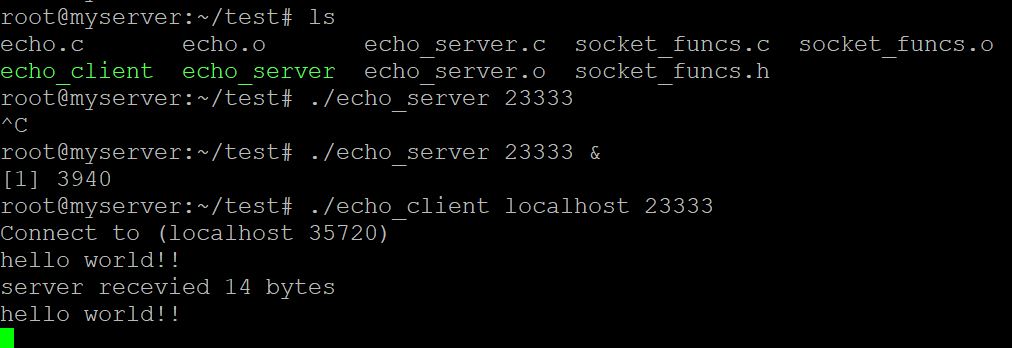 root@myserver:~/test# ls
echo.c       echo.o       echo_server.c  socket_funcs.c  socket_funcs.o
echo_client  echo_server  echo_server.o  socket_funcs.h
root@myserver:~/test# ./echo_server 23333
^C
root@myserver:~/test# ./echo_server 23333 &
[1] 3940
root@myserver:~/test# ./echo_client localhost 23333
Connect to (localhost 35720)
hello world!!
server recevied 14 bytes
hello world!!